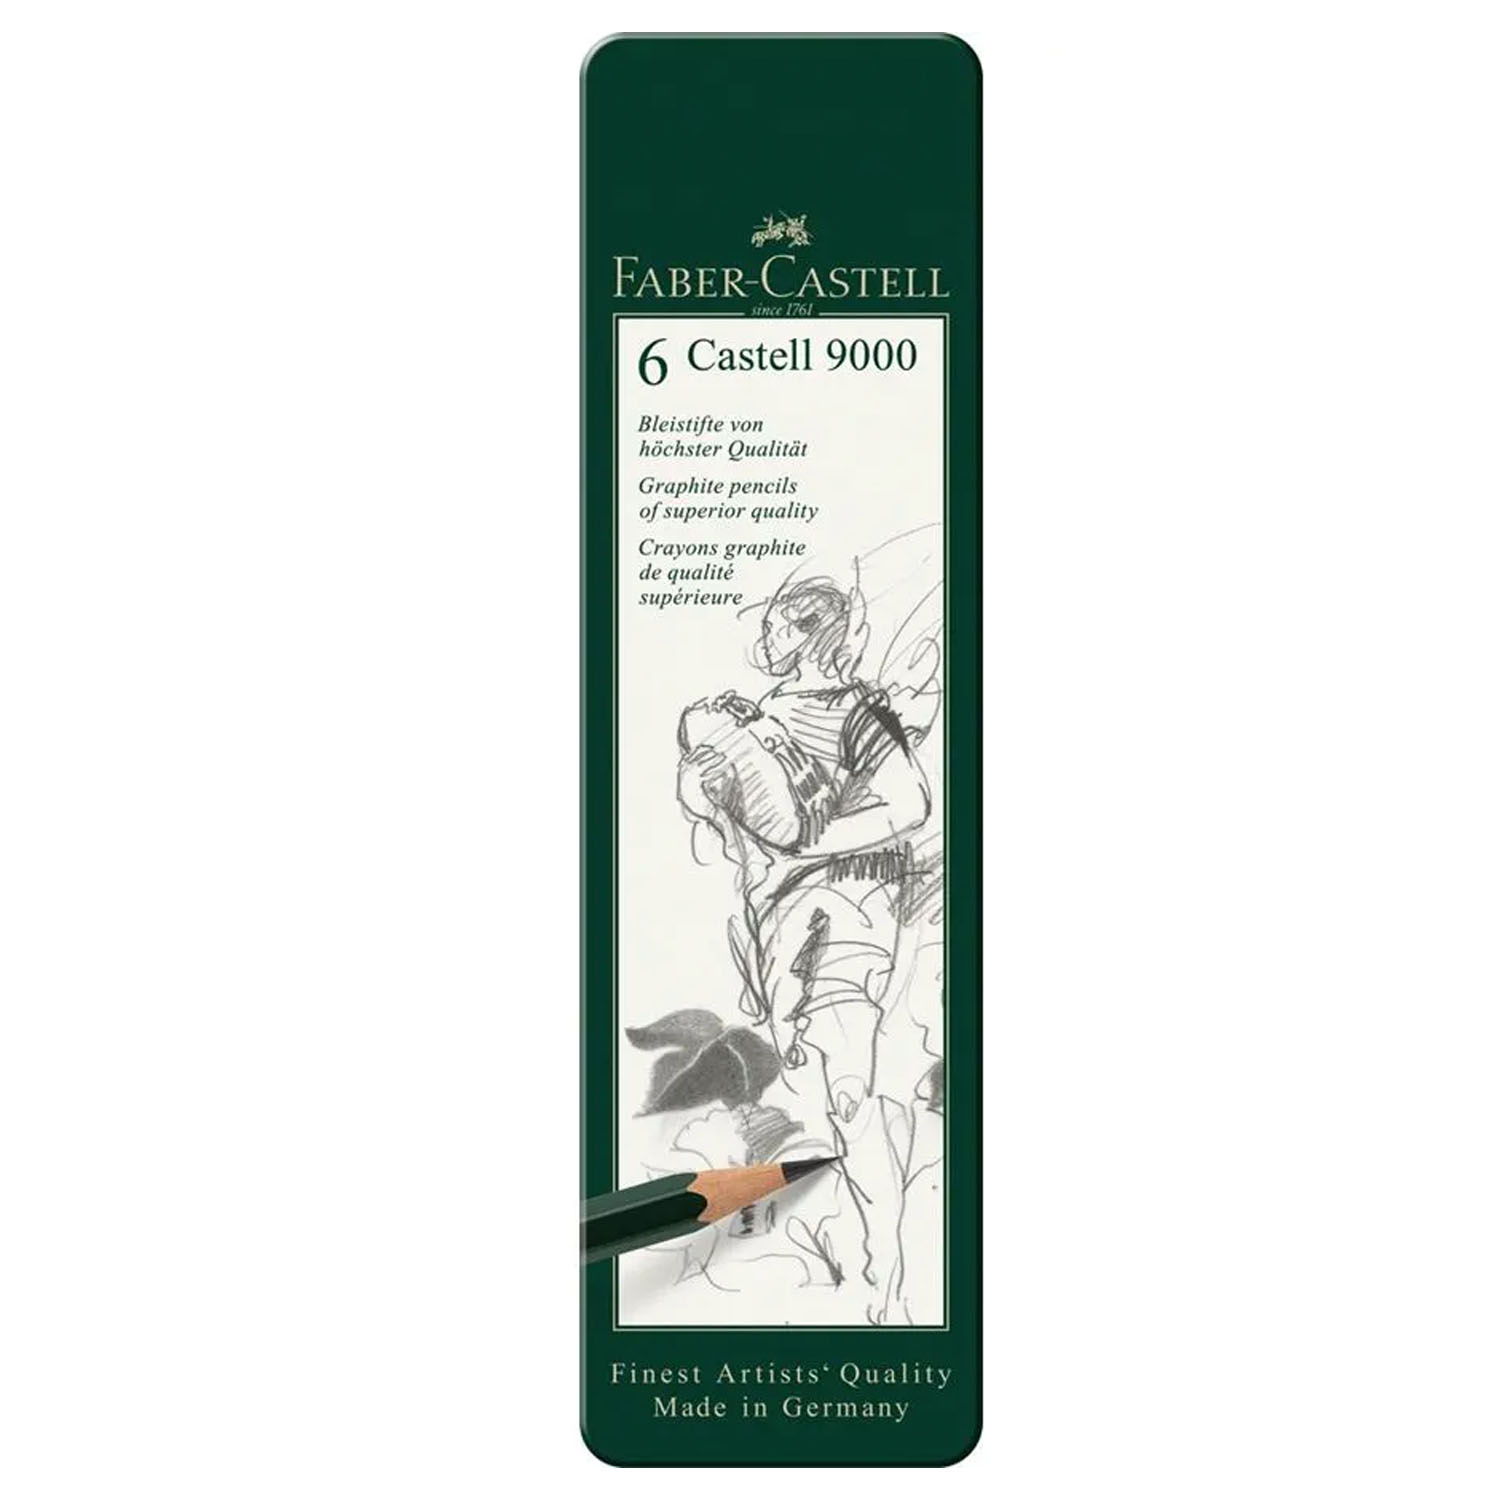 FABER-CASTELL
since 1761
6 Castell 9000
Bleistifte von
höchster Qualität
Graphite pencils
of superior quality
Crayons graphite
de qualité
supérieure
Finest Artists‘ Quality
Made in Germany